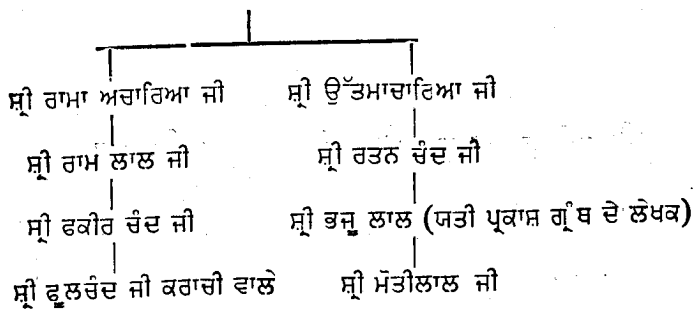 ਸ਼੍ਰੀ ਰਾਮਾ ਅਚਾਰਿਆ ਜੀ ਸ਼੍ਰੀ ਉੱਤਮਾਚਾਰਿਆ ਜੀ
ਸ਼੍ਰੀ ਰਾਮ ਲਾਲ ਜੀ ਸ਼੍ਰੀ ਰਤਨ ਚੰਦ ਜੀ
ਸ੍ਰੀ ਫਕੀਰ ਚੰਦ ਜੀ ਸ਼੍ਰੀ ਭਜੂ ਲਾਲ (ਯਤੀ ਪ੍ਰਕਾਸ਼ ਗ੍ਰੰਥ ਦੇ ਲੇਖਕ)
ਸ਼੍ਰੀ ਫੂਲਚੰਦ ਜੀ ਕਰਾਚੀ ਵਾਲੇ ਸ਼੍ਰੀ ਮੋਤੀਲਾਲ ਜੀ